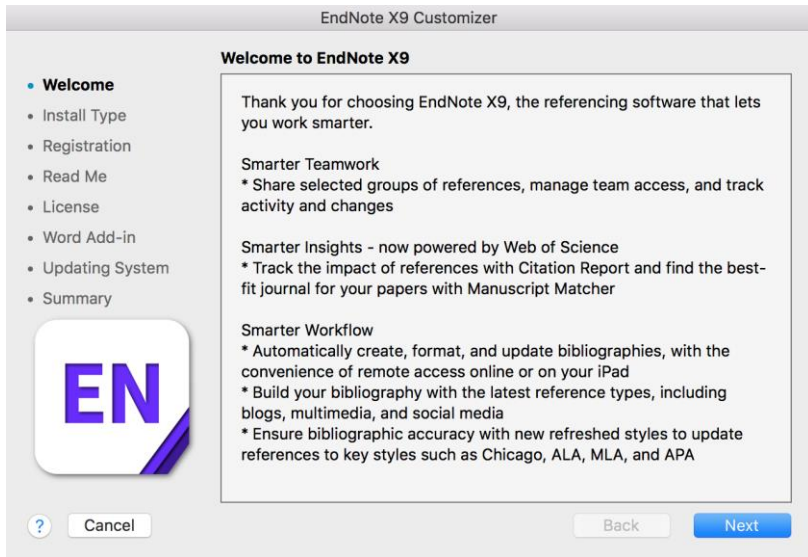 EndNote X9 Customizer
Welcome to EndNote X9
• Welcome
• Install Type
• Registration
• Read Me
• License
• Word Add-in
• Updating System
• Summary
EN
Thank you for choosing EndNote X9, the referencing software that lets
you work smarter.
Smarter Teamwork
* Share selected groups of references, manage team access, and track
activity and changes
Smarter Insights - now powered by Web of Science
* Track the impact of references with Citation Report and find the best-
fit journal for your papers with Manuscript Matcher
Smarter Workflow
* Automatically create, format, and update bibliographies, with the
convenience of remote access online or on your iPad
* Build your bibliography with the latest reference types, including
blogs, multimedia, and social media
* Ensure bibliographic accuracy with new refreshed styles to update
references to key styles such as Chicago, ALA, MLA, and APA
? Cancel
Back
Next